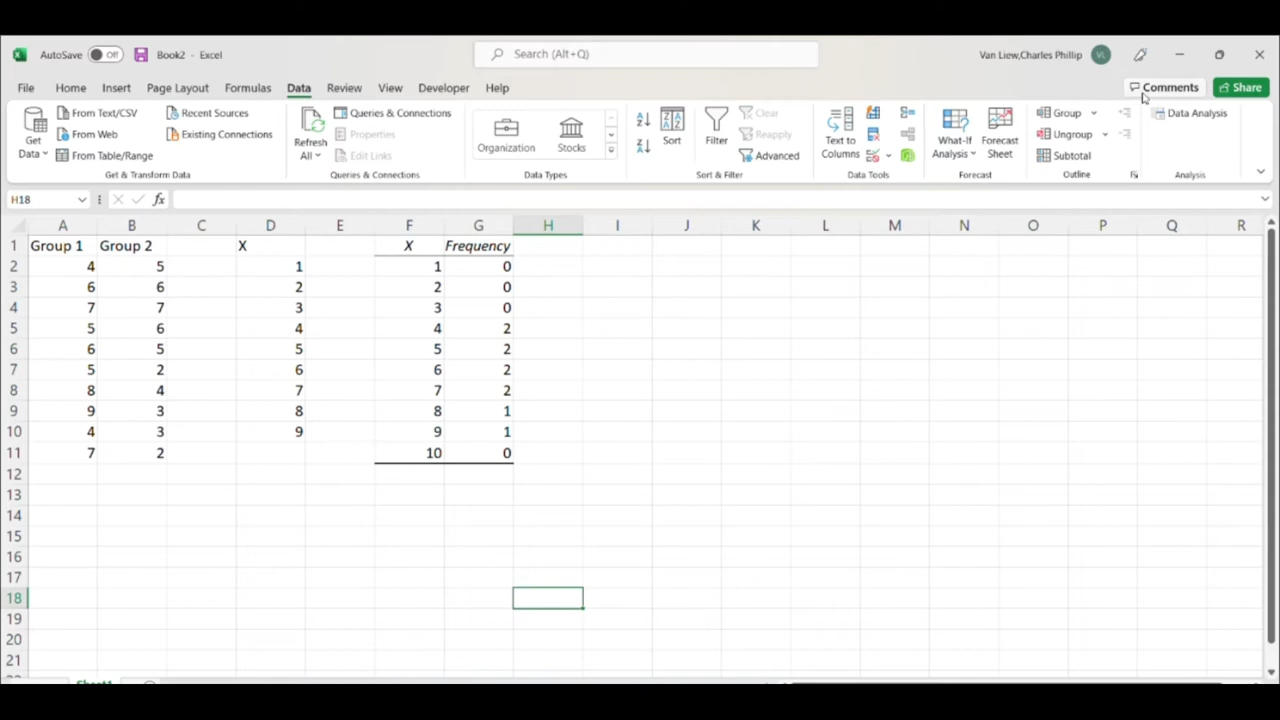 AutoSave Off Book2 - Excel Search (Alt+Q) Van Liew,Charles Phillip VL
File Home Insert Page Layout Formulas Data Review View Developer Help Comments Share
Get Data From Text/CSV Recent Sources Refresh All Queries & Connections Organization Stocks Sort Filter Clear Text to Columns What-If Analysis Forecast Sheet Group Data Analysis
From Web Existing Connections Properties Reapply Ungroup
From Table/Range Edit Links Advanced Subtotal
Get & Transform Data Queries & Connections Data Types Sort & Filter Data Tools Forecast Outline Analysis
H18 fx
A B C D E F G H I J K L M N O P Q R
1 Group 1 Group 2 X X Frequency
2 4 5 1 1 0
3 6 6 2 2 0
4 7 7 3 3 0
5 5 6 4 4 2
6 6 5 5 5 2
7 5 2 6 6 2
8 8 4 7 7 2
9 9 3 8 8 1
10 4 3 9 9 1
11 7 2 10 0
12
13
14
15
16
17
18
19
20
21
Sheet1